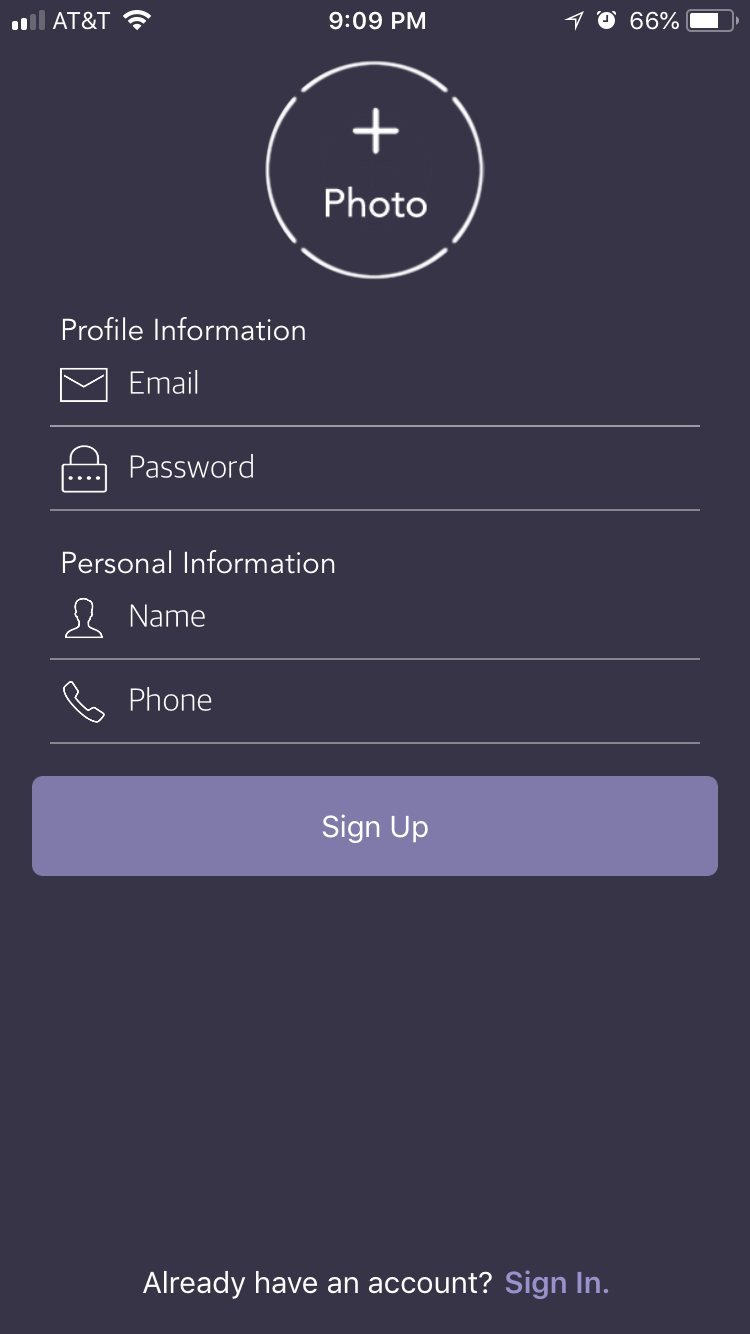 AT&T 9:09 PM 66%
Photo
Profile Information
Email
Password
Personal Information
Name
Phone
Sign Up
Already have an account? Sign In.